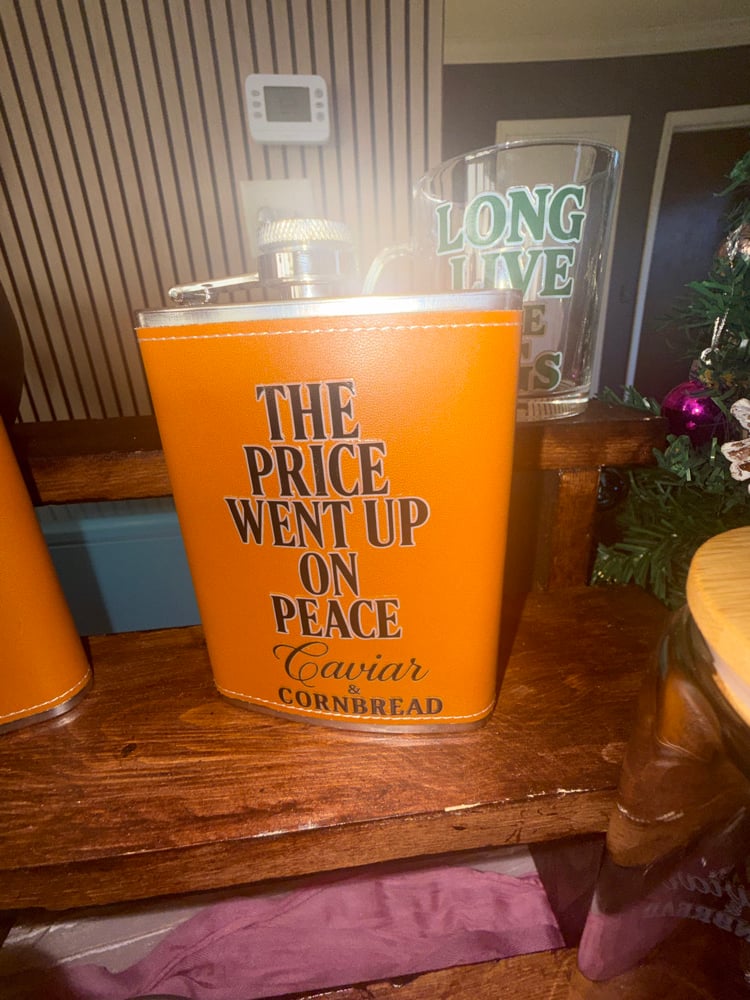 LONG
LIVE
THE
PRICE
WENT UP
ON
PEACE
Caviar
&
CORNBREAD